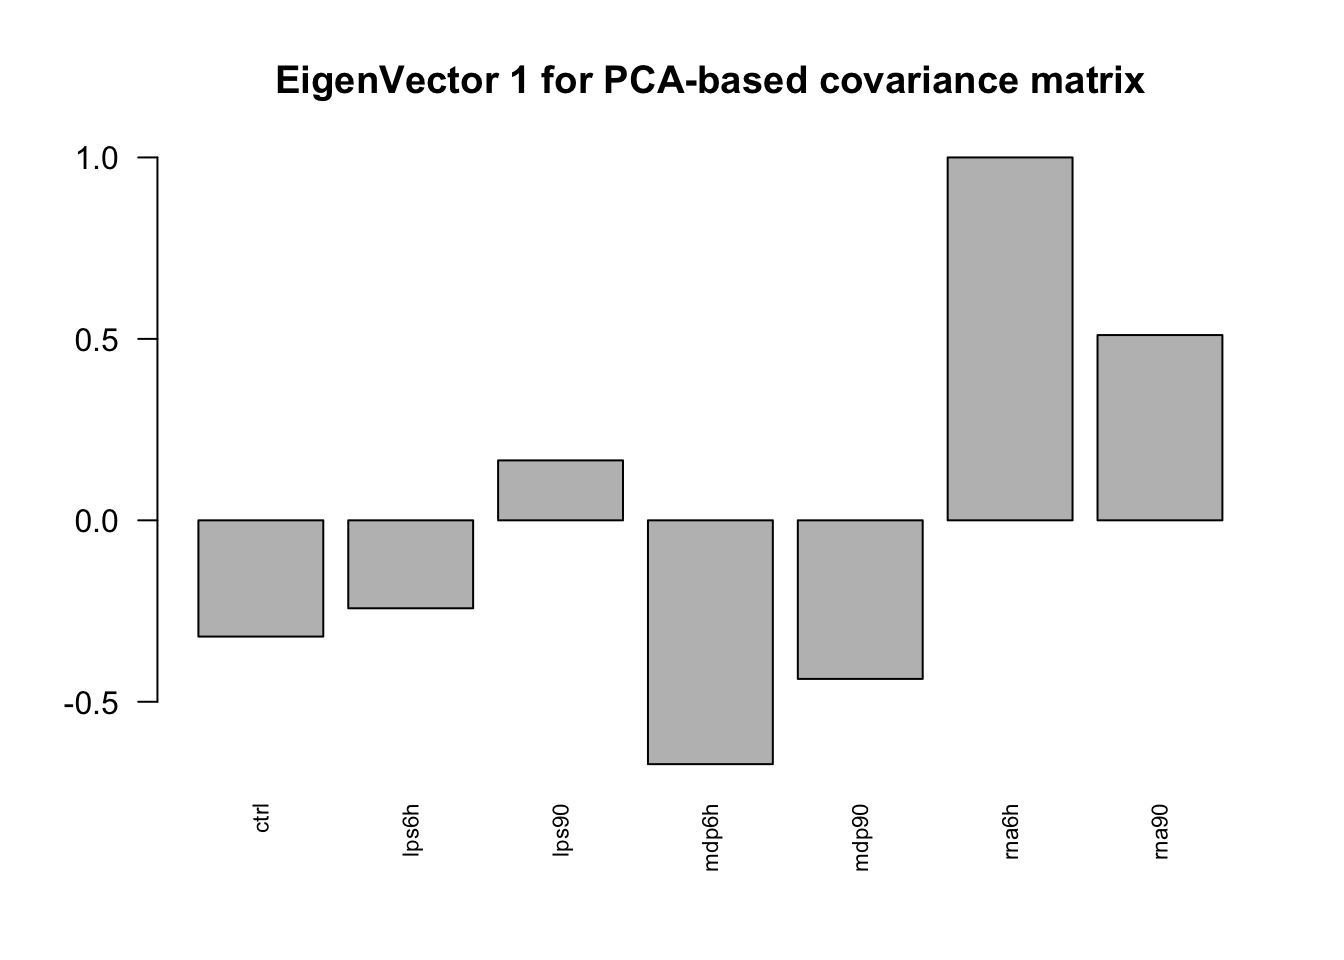 EigenVector 1 for PCA-based covariance matrix
1.0
0.5
0.0
-0.5
ctrl
lps6h
lps90
mdp6h
mdp90
rna6h
rna90